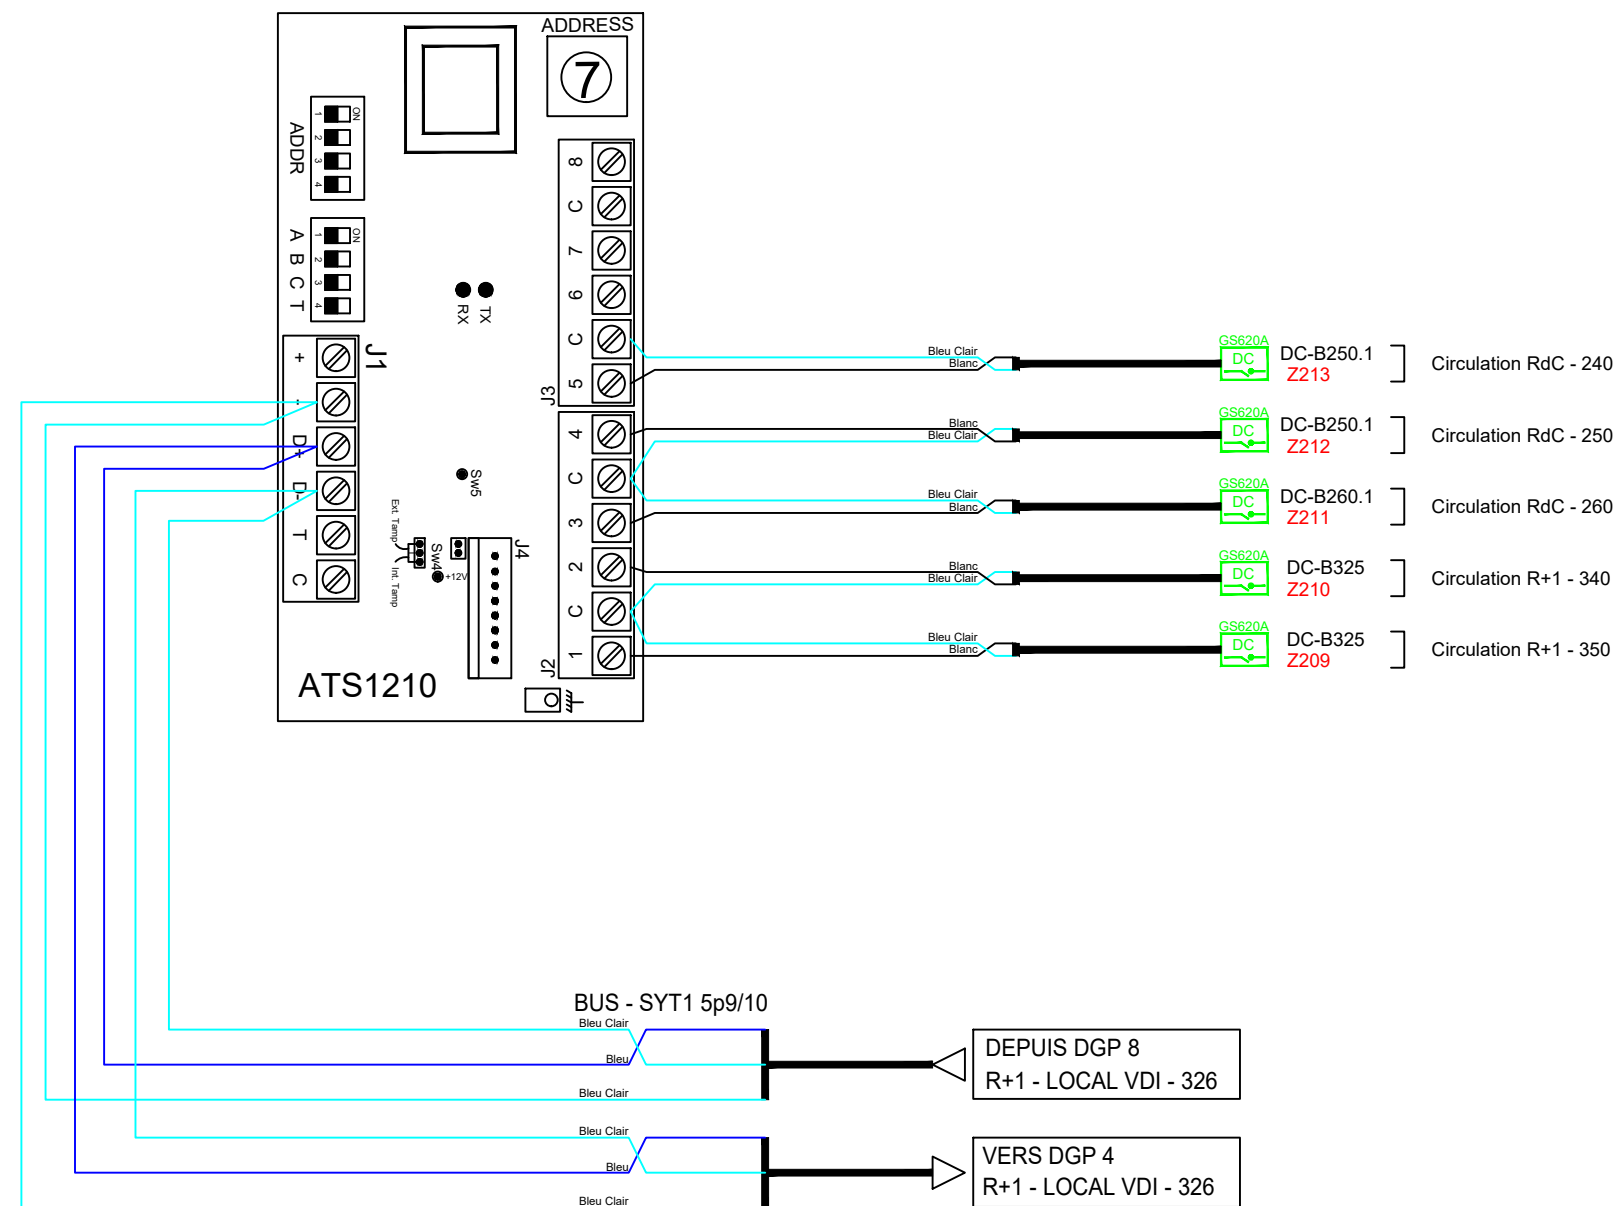 ADDRESS
7
ADDR
1
2
3
4
ON
A
B
C
T
1
2
3
4
ON
J1
+
-
D+
D-
T
C
RX
TX
8
C
7
6
C
5
J3
4
C
3
2
C
1
J2
Sw5
Ext. Tamp
Int. Tamp
Sw4
+12V
J4
ATS1210
Bleu Clair
Blanc
GS620A
DC
DC-B250.1
Z213
Circulation RdC - 240
Blanc
Bleu Clair
GS620A
DC
DC-B250.1
Z212
Circulation RdC - 250
Bleu Clair
Blanc
GS620A
DC
DC-B260.1
Z211
Circulation RdC - 260
Blanc
Bleu Clair
GS620A
DC
DC-B325
Z210
Circulation R+1 - 340
Bleu Clair
Blanc
GS620A
DC
DC-B325
Z209
Circulation R+1 - 350
BUS - SYT1 5p9/10
Bleu Clair
Bleu
Bleu Clair
DEPUIS DGP 8
R+1 - LOCAL VDI - 326
Bleu Clair
Bleu
Bleu Clair
VERS DGP 4
R+1 - LOCAL VDI - 326